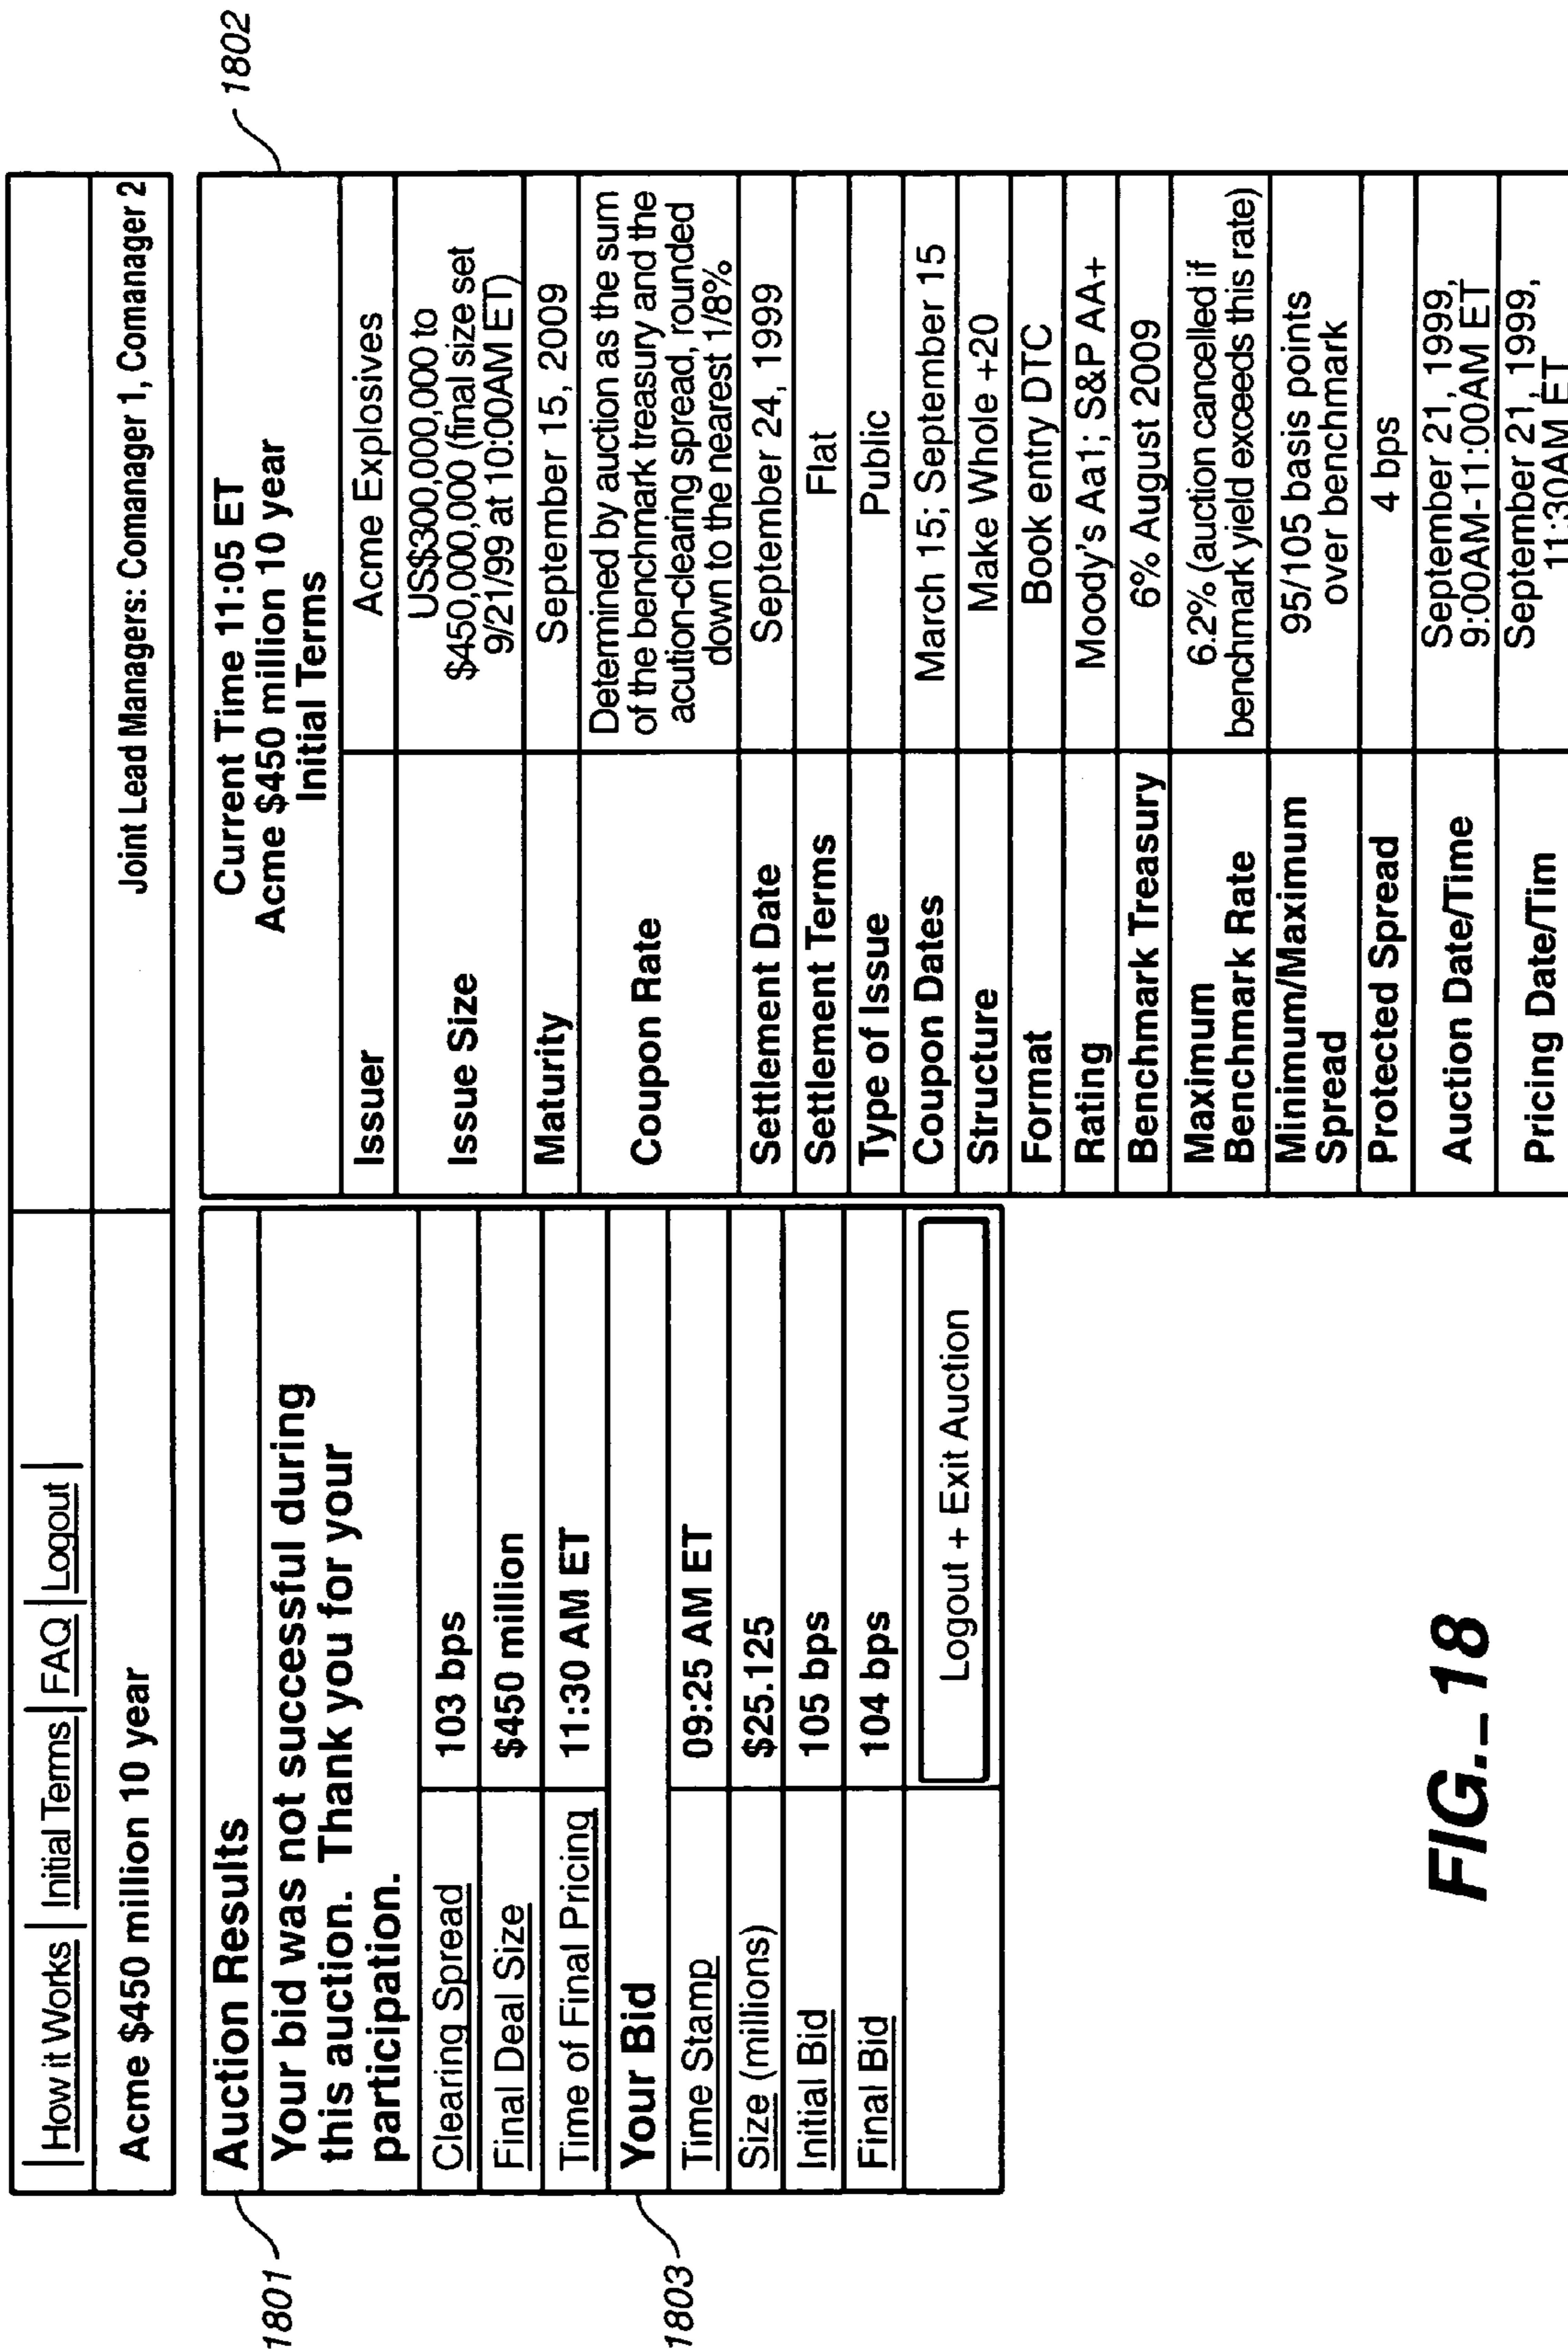 |How it Works| Initial Terms| FAQ |Logout|
Acme $450 million 10 year
Joint Lead Managers: Comanager 1, Comanager 2
1801
Auction Results
Your bid was not successful during
this auction. Thank you for your
participation.
Clearing Spread 103 bps
Final Deal Size $450 million
Time of Final Pricing 11:30 AM ET
1803
Your Bid
Time Stamp 09:25 AM ET
Size (millions) $25.125
Initial Bid 105 bps
Final Bid 104 bps
Logout + Exit Auction
1802
Current Time 11:05 ET
Acme $450 million 10 year
Initial Terms
Issuer Acme Explosives
Issue Size US$300,000,000 to
$450,000,000 (final size set
9/21/99 at 10:00AM ET)
Maturity September 15, 2009
Coupon Rate Determined by auction as the sum
of the benchmark treasury and the
acution-clearing spread, rounded
down to the nearest 1/8%
Settlement Date September 24, 1999
Settlement Terms Flat
Type of Issue Public
Coupon Dates March 15; September 15
Structure Make Whole +20
Format Book entry DTC
Rating Moody's Aa1; S&P AA+
Benchmark Treasury 6% August 2009
Maximum 6.2% (auction cancelled if
Benchmark Rate benchmark yield exceeds this rate)
Minimum/Maximum 95/105 basis points
Spread over benchmark
Protected Spread 4 bps
Auction Date/Time September 21, 1999,
9:00AM-11:00AM ET
Pricing Date/Tim September 21, 1999,
11:30AM ET
FIG._18